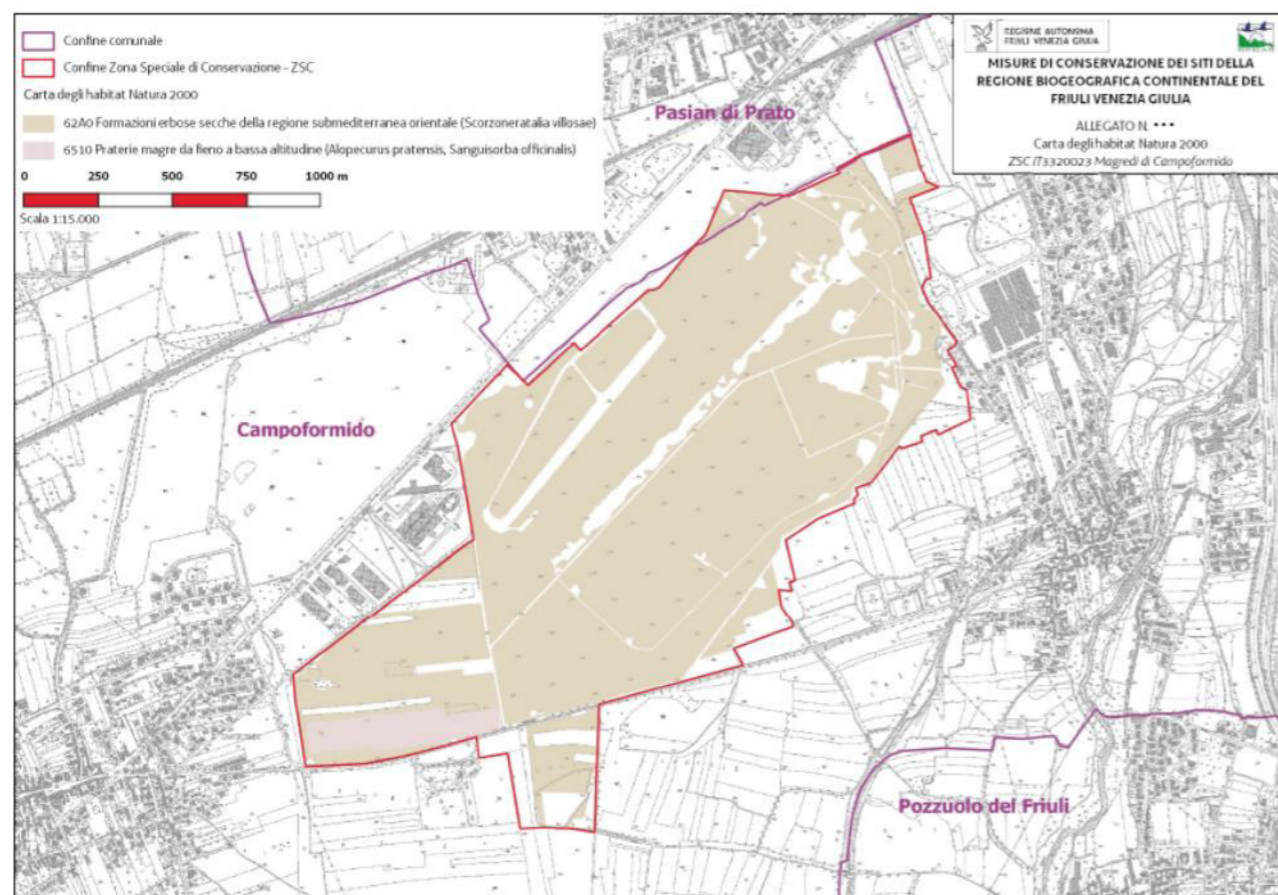 Confine comunale
Confine Zona Speciale di Conservazione - ZSC
Carta degli habitat Natura 2000
62A0 Formazioni erbose secche della regione submediterranea orientale (Scorzoneratalia villosae)
6510 Praterie magre da fieno a bassa altitudine (Alopecurus pratensis, Sanguisorba officinalis)
0 250 500 750 1000 m
Scala 1:15.000
REGIONE AUTONOMA
FRIULI VENEZIA GIULIA
MISURE DI CONSERVAZIONE DEI SITI DELLA
REGIONE BIOGEOGRAFICA CONTINENTALE DEL
FRIULI VENEZIA GIULIA
ALLEGATO N. •••
Carta degli habitat Natura 2000
ZSC IT3320023 Magredi di Campoformido
Pasian di Prato
Campoformido
Pozzuolo del Friuli